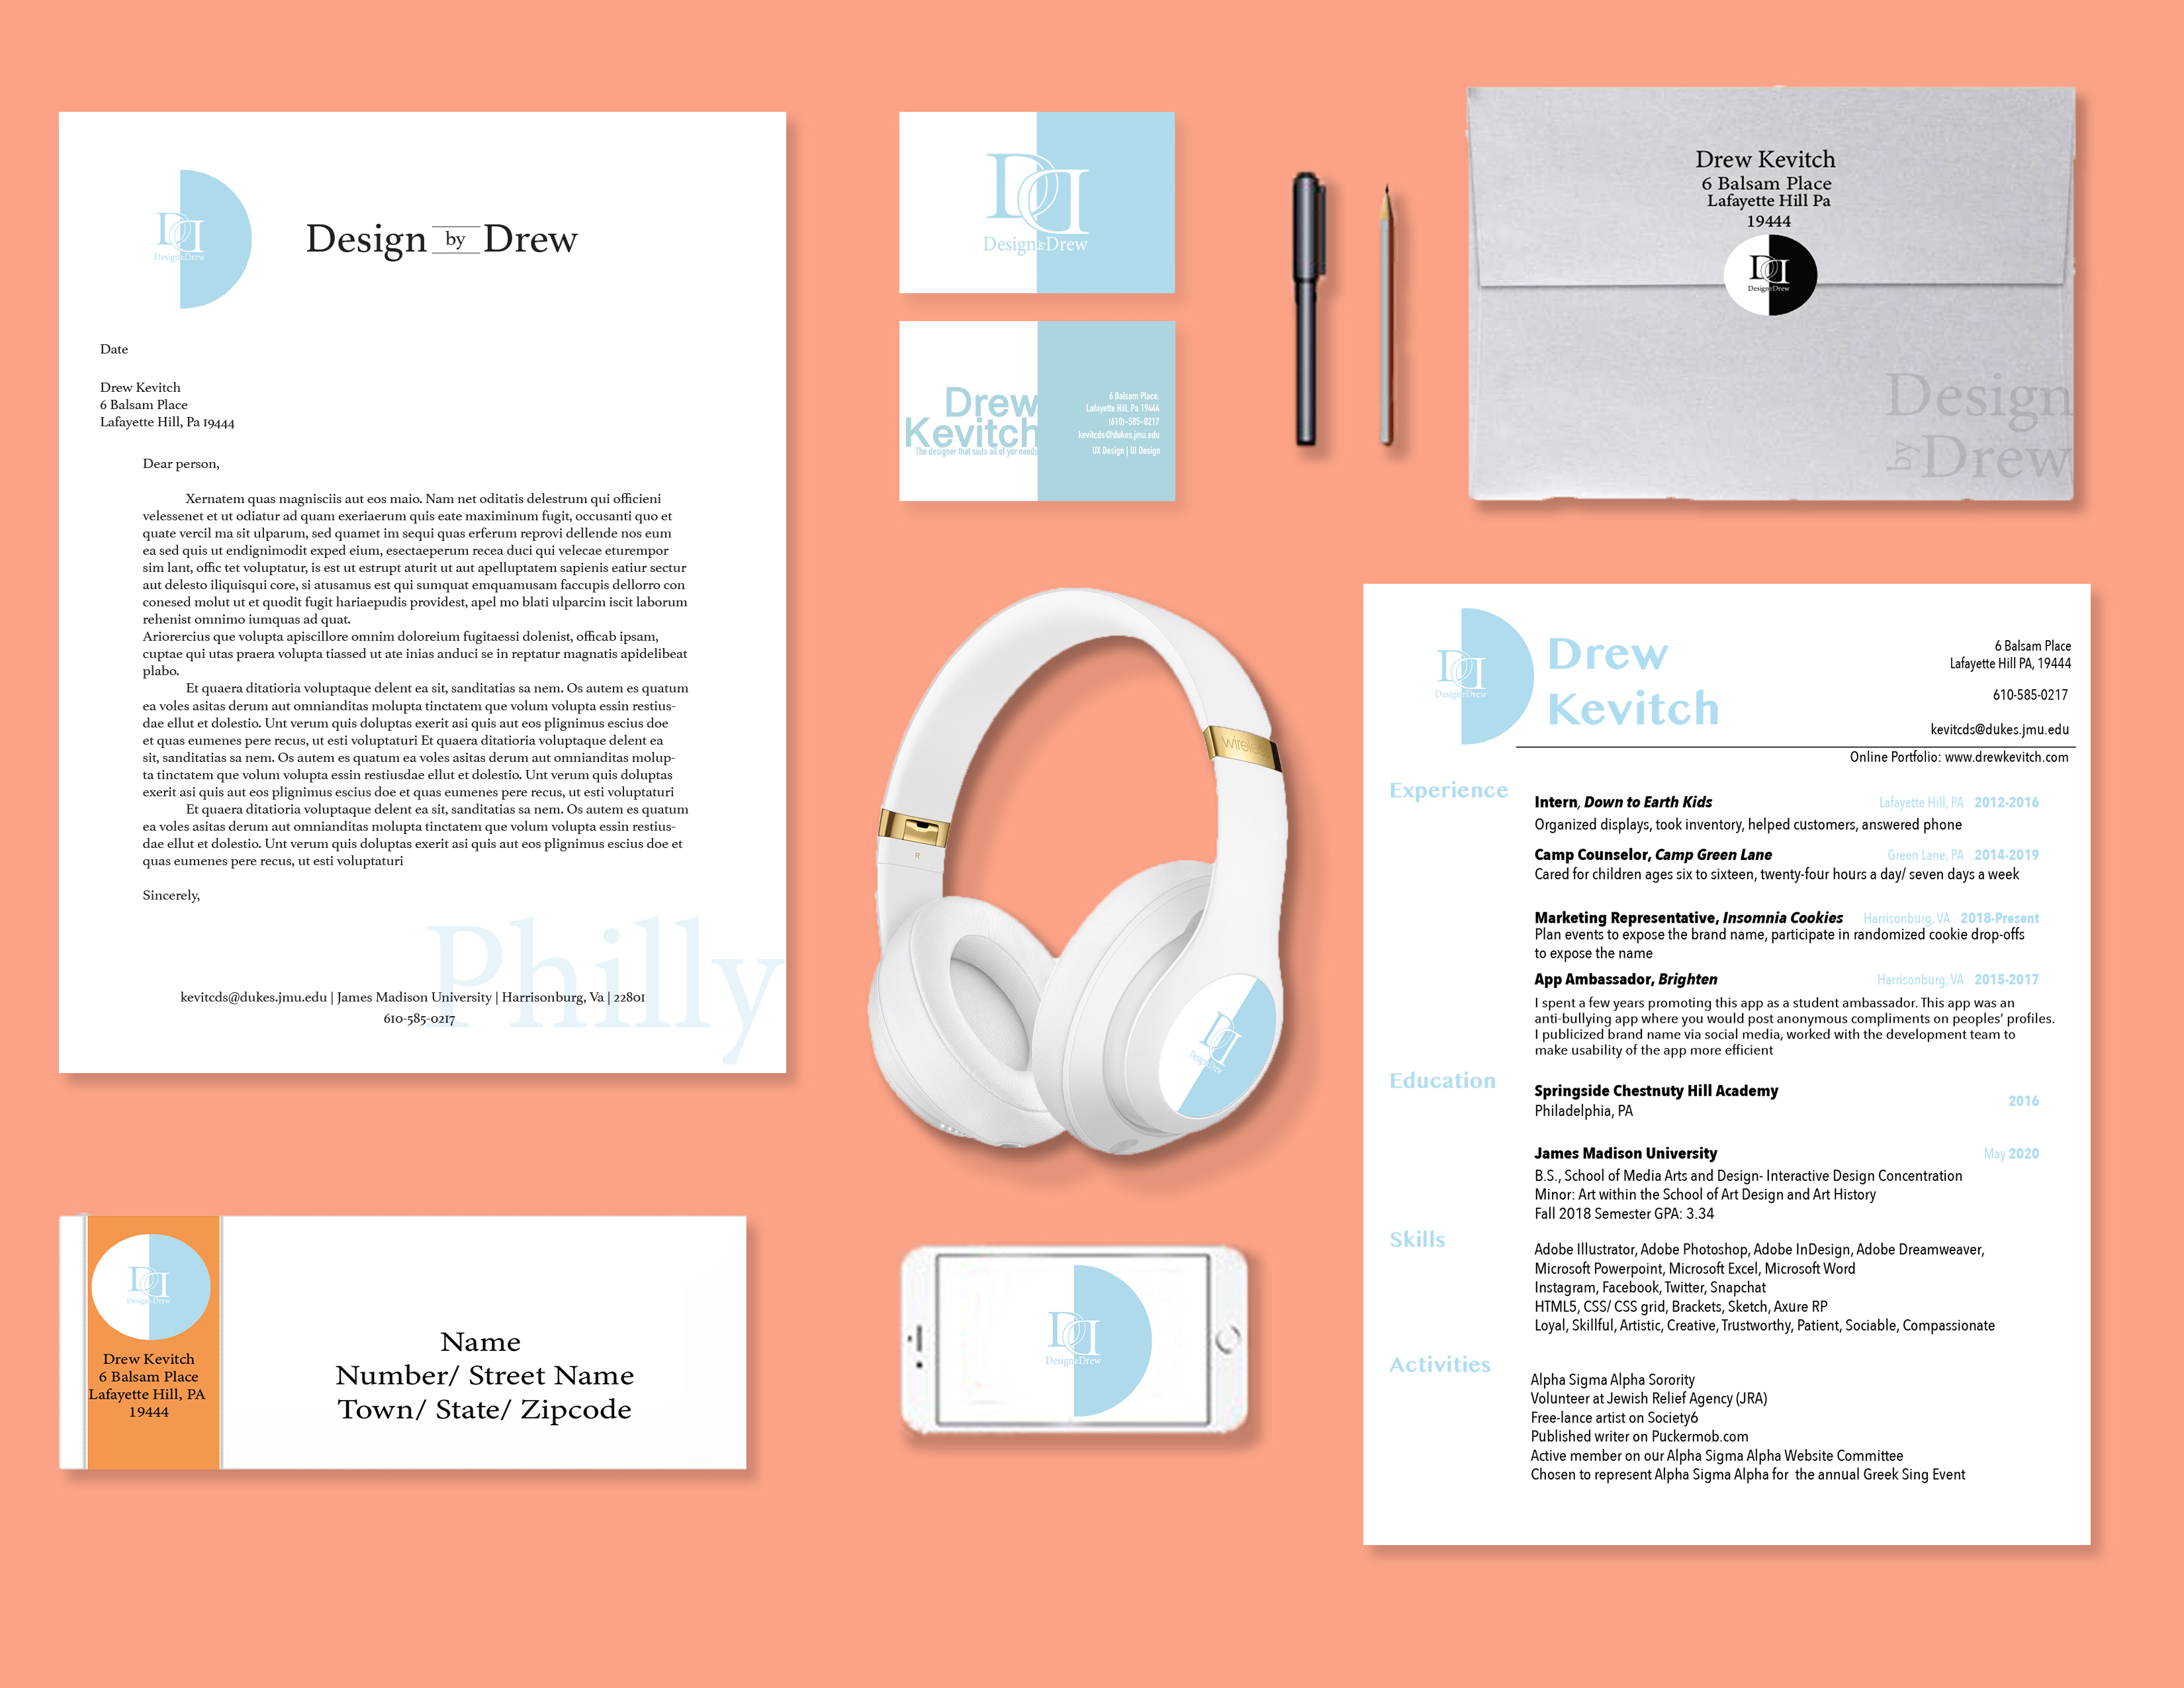 DD
Design by Drew
Design by Drew
Date
Drew Kevitch
6 Balsam Place
Lafayette Hill, Pa 19444
Dear person,
Xernatem quas magnisciis aut eos maio. Nam net oditatis delestrum qui officieni
velessenet et ut odiatur ad quam exeriaerum quis eate maximinum fugit, occusanti quo et
quate vercil ma sit ulparum, sed quamet im sequi quas erferum reprovi dellende nos eum
ea sed quis ut endignimodit exped eium, esectaeperum recea duci qui velecae eturempor
sim lant, offic tet voluptatur, is est ut estrupt aturit ut aut apelluptatem sapienis eatiur sectur
aut delesto iliquisqui core, si atusamus est qui sumquat emquamusam faccupis dellorro con
conesed molut ut et quodit fugit hariaepudis providest, apel mo blati ulparcim iscit laborum
rehenist omnimo iumquas ad quat.
Ariorercius que volupta apiscillore omnim doloreium fugitaessi dolenist, officab ipsam,
cuptae qui utas praera volupta tiassed ut ate inias anduci se in reptatur magnatis apidelibeat
plabo.
Et quaera ditatioria voluptaque delent ea sit, sanditatias sa nem. Os autem es quatum
ea voles asitas derum aut omnianditas molupta tinctatem que volum volupta essin restius-
dae ellut et dolestio. Unt verum quis doluptas exerit asi quis aut eos plignimus escius doe
et quas eumenes pere recus, ut esti voluptaturi Et quaera ditatioria voluptaque delent ea
sit, sanditatias sa nem. Os autem es quatum ea voles asitas derum aut omnianditas molup-
ta tinctatem que volum volupta essin restiusdae ellut et dolestio. Unt verum quis doluptas
exerit asi quis aut eos plignimus escius doe et quas eumenes pere recus, ut esti voluptaturi
Et quaera ditatioria voluptaque delent ea sit, sanditatias sa nem. Os autem es quatum
ea voles asitas derum aut omnianditas molupta tinctatem que volum volupta essin restius-
dae ellut et dolestio. Unt verum quis doluptas exerit asi quis aut eos plignimus escius doe et
quas eumenes pere recus, ut esti voluptaturi
Sincerely,
Philly
kevitcds@dukes.jmu.edu | James Madison University | Harrisonburg, Va | 22801
610-585-0217
DD
Design by Drew
Drew Kevitch
6 Balsam Place
Lafayette Hill, PA
19444
Name
Number/ Street Name
Town/ State/ Zipcode
DD
Design by Drew
Drew
Kevitch
The designer that suits all of yor needs
6 Balsam Place,
Lafayette Hill, Pa 19444
(610)-585-0217
kevitcds@dukes.jmu.edu
UX Design | UI Design
wireless
R
DD
Design by Drew
DD
Design by Drew
Drew Kevitch
6 Balsam Place
Lafayette Hill Pa
19444
DD
Design by Drew
Design
by Drew
DD
Design by Drew
Drew
Kevitch
6 Balsam Place
Lafayette Hill PA, 19444
610-585-0217
kevitcds@dukes.jmu.edu
Online Portfolio: www.drewkevitch.com
Experience
Intern, Down to Earth Kids Lafayette Hill, PA 2012-2016
Organized displays, took inventory, helped customers, answered phone
Camp Counselor, Camp Green Lane Green Lane, PA 2014-2019
Cared for children ages six to sixteen, twenty-four hours a day/ seven days a week
Marketing Representative, Insomnia Cookies Harrisonburg, VA 2018-Present
Plan events to expose the brand name, participate in randomized cookie drop-offs
to expose the name
App Ambassador, Brighten Harrisonburg, VA 2015-2017
I spent a few years promoting this app as a student ambassador. This app was an
anti-bullying app where you would post anonymous compliments on peoples' profiles.
I publicized brand name via social media, worked with the development team to
make usability of the app more efficient
Education
Springside Chestnuty Hill Academy
Philadelphia, PA 2016
James Madison University May 2020
B.S., School of Media Arts and Design- Interactive Design Concentration
Minor: Art within the School of Art Design and Art History
Fall 2018 Semester GPA: 3.34
Skills
Adobe Illustrator, Adobe Photoshop, Adobe InDesign, Adobe Dreamweaver,
Microsoft Powerpoint, Microsoft Excel, Microsoft Word
Instagram, Facebook, Twitter, Snapchat
HTML5, CSS/ CSS grid, Brackets, Sketch, Axure RP
Loyal, Skillful, Artistic, Creative, Trustworthy, Patient, Sociable, Compassionate
Activities
Alpha Sigma Alpha Sorority
Volunteer at Jewish Relief Agency (JRA)
Free-lance artist on Society6
Published writer on Puckermob.com
Active member on our Alpha Sigma Alpha Website Committee
Chosen to represent Alpha Sigma Alpha for the annual Greek Sing Event